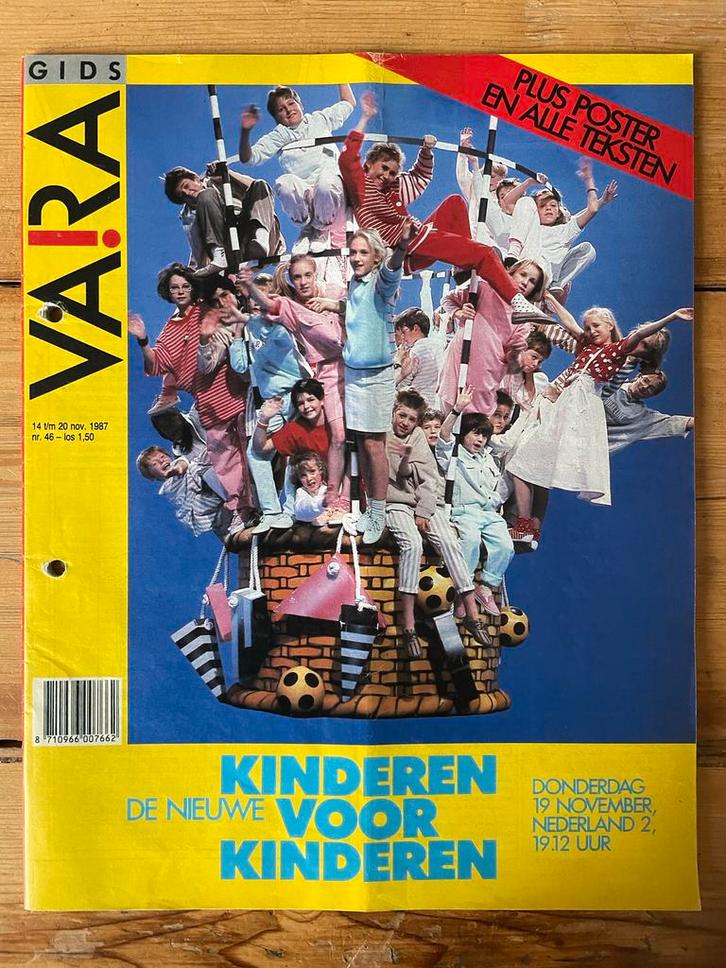 GIDS
VARA
PLUS POSTER
EN ALLE TEKSTEN
14 t/m 20 nov. 1987
nr. 46 – los 1,50
8 710966 007662
DE NIEUWE
KINDEREN
VOOR
KINDEREN
DONDERDAG
19 NOVEMBER,
NEDERLAND 2,
19.12 UUR